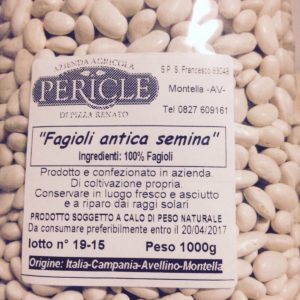 AZIENDA AGRICOLA
PERICLE
DI PIZZA RENATO
S.P. S. Francesco 83048
Montella -AV-
Tel 0827 609161
"Fagioli antica semina"
Ingredienti: 100% Fagioli
Prodotto e confezionato in azienda.
Di coltivazione propria.
Conservare in luogo fresco e asciutto
e a riparo dai raggi solari
PRODOTTO SOGGETTO A CALO DI PESO NATURALE
Da consumare preferibilmente entro il 20/04/2017
lotto n° 19-15 Peso 1000g
Origine: Italia-Campania-Avellino-Montella